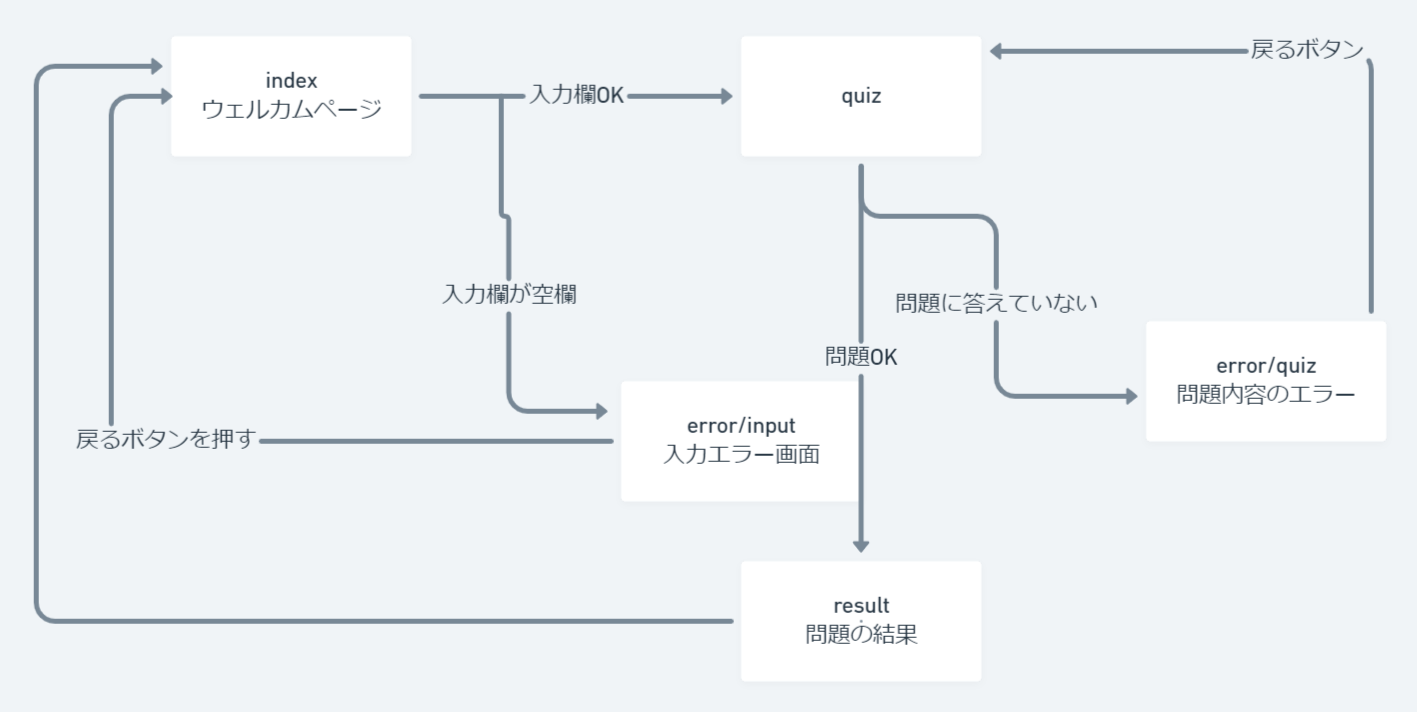 戻るボタン
index
ウェルカムページ
入力欄OK
quiz
入力欄が空欄
問題に答えていない
問題OK
error/quiz
問題内容のエラー
error/input
入力エラー画面
戻るボタンを押す
result
問題の結果